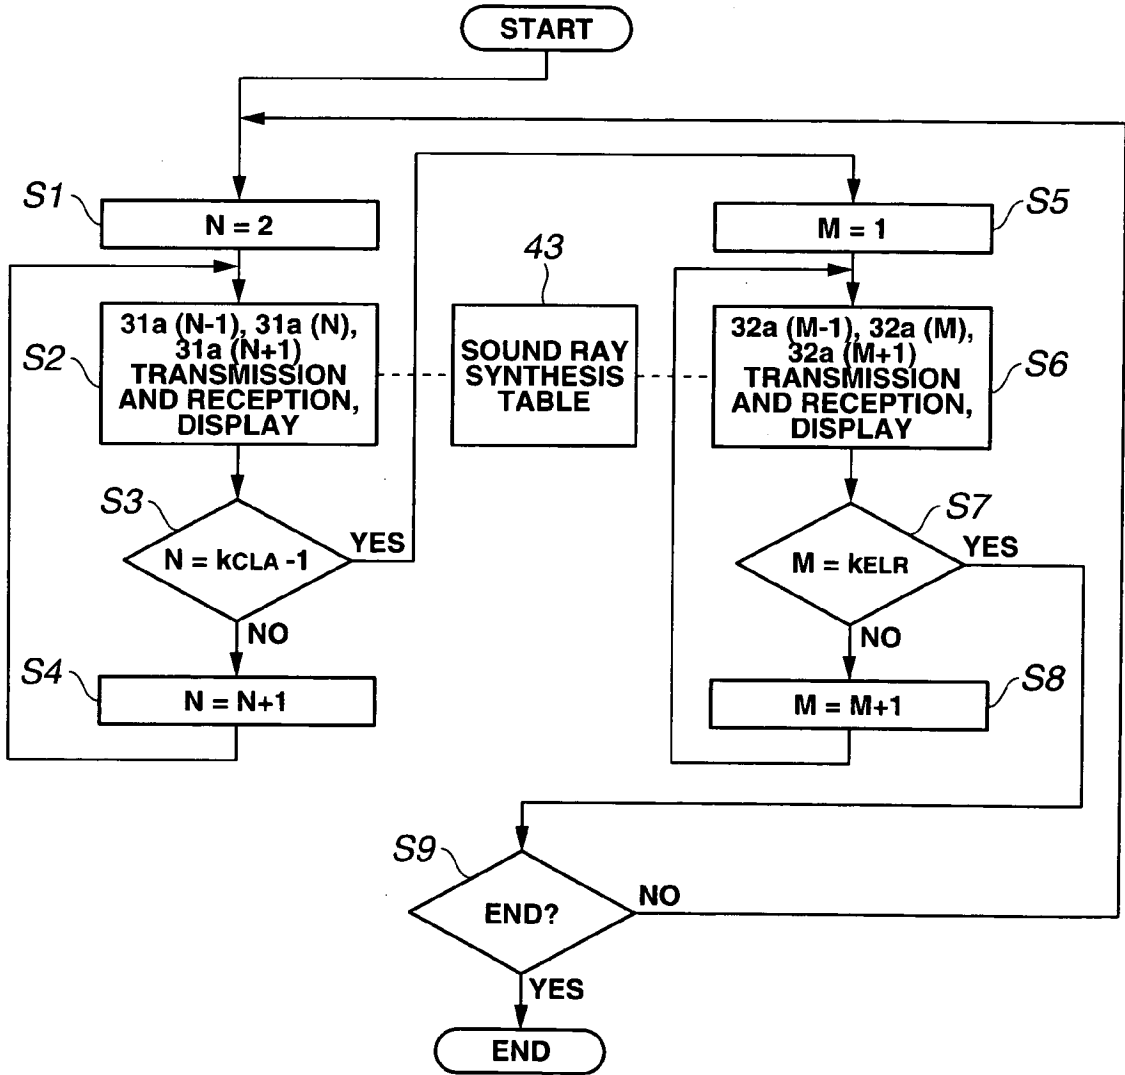 START
S1
N = 2
S2
31a (N-1), 31a (N),
31a (N+1)
TRANSMISSION
AND RECEPTION,
DISPLAY
S3
N = kCLA -1
YES
NO
S4
N = N+1
43
SOUND RAY
SYNTHESIS
TABLE
S5
M = 1
S6
32a (M-1), 32a (M),
32a (M+1)
TRANSMISSION
AND RECEPTION,
DISPLAY
S7
M = kELR
YES
NO
S8
M = M+1
S9
END?
NO
YES
END